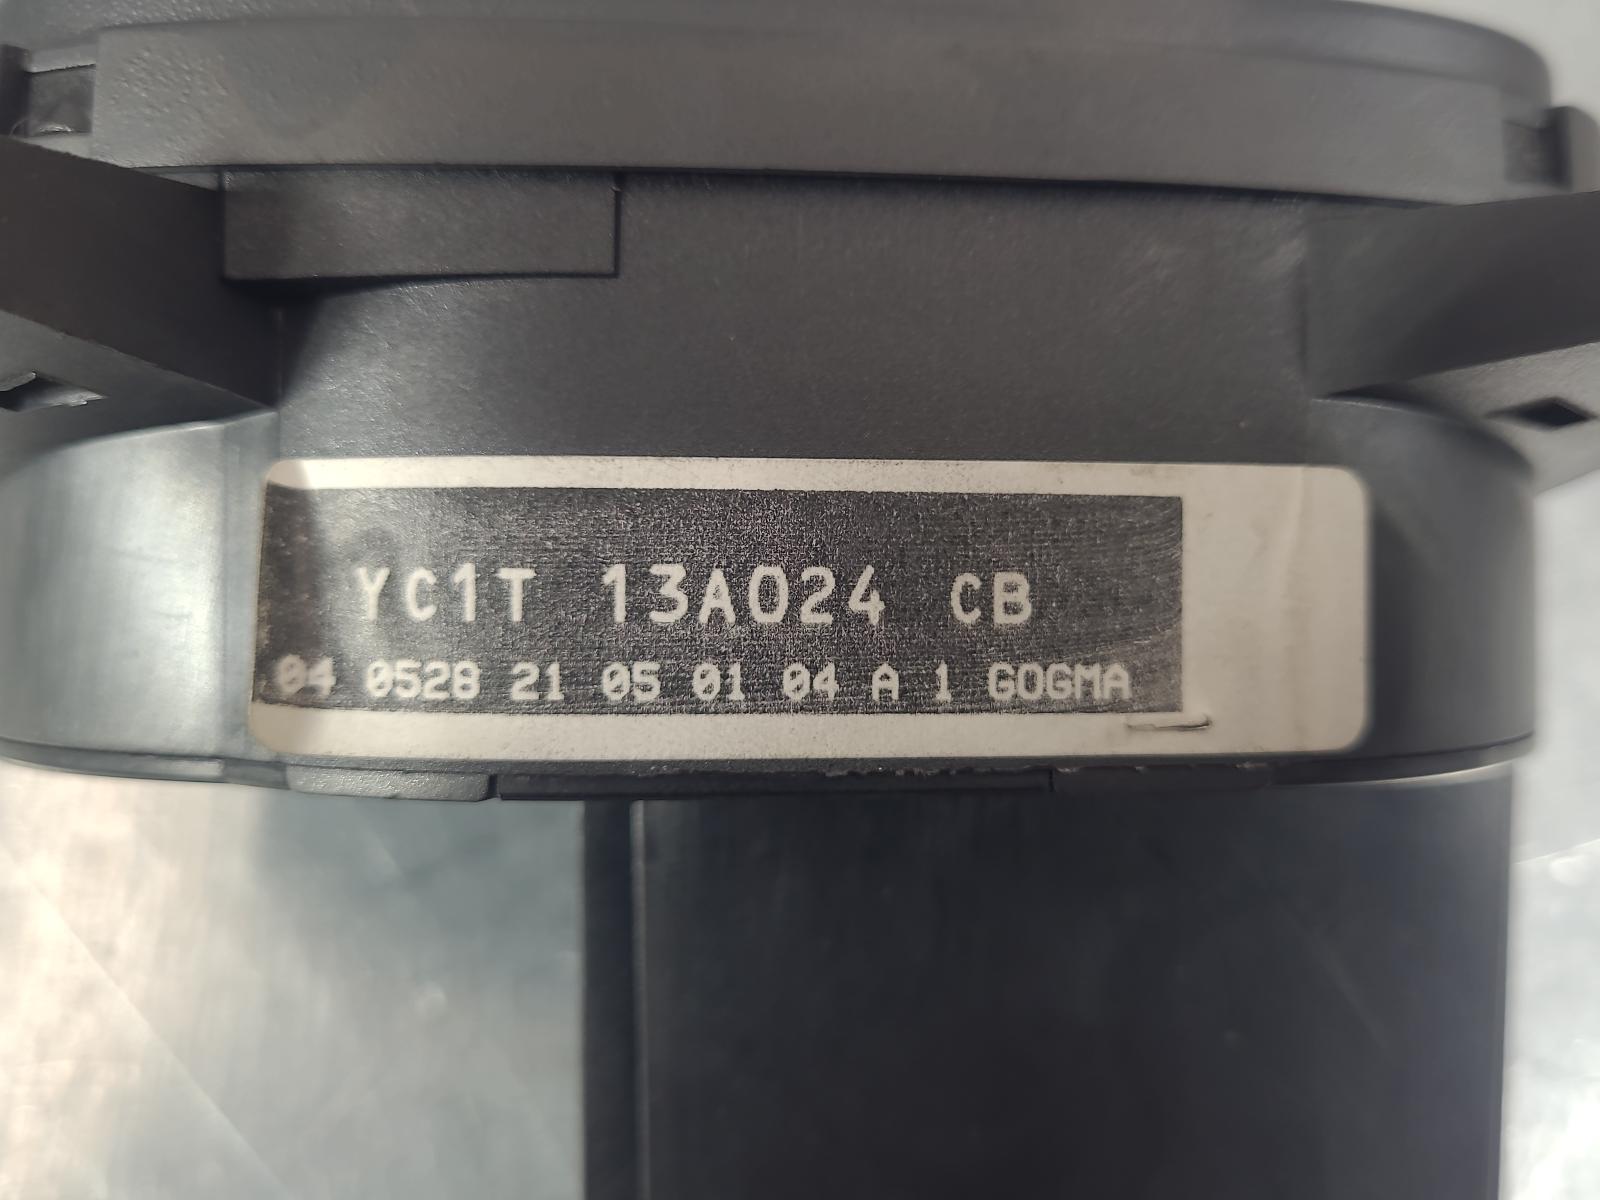 YC1T 13A024 CB
04 0528 21 05 01 04 A 1 GOGMA